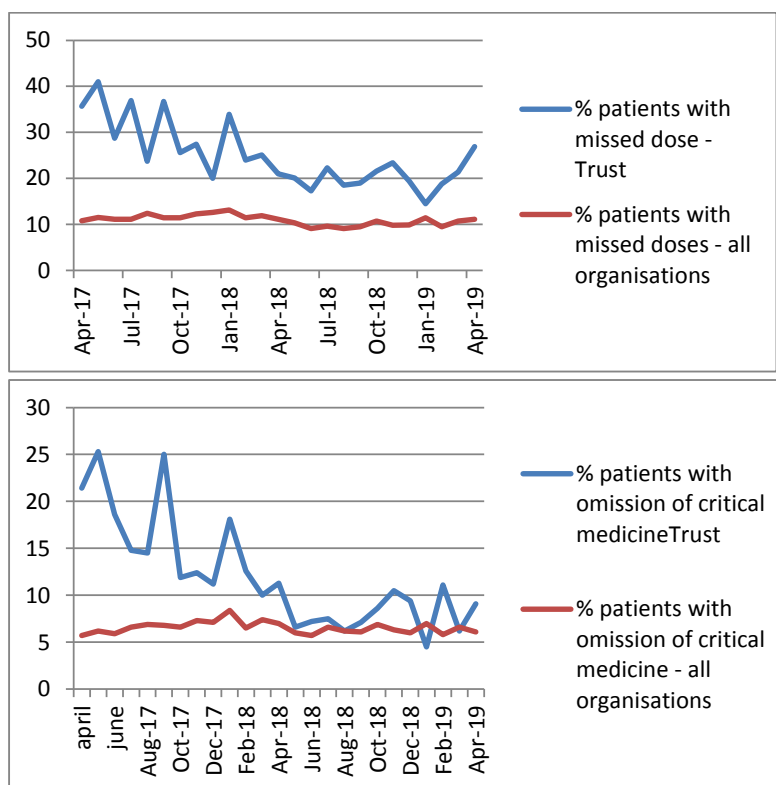 50
40
30
20
10
0
Apr-17
Jul-17
Oct-17
Jan-18
Apr-18
Jul-18
Oct-18
Jan-19
Apr-19
% patients with
missed dose -
Trust
% patients with
missed doses - all
organisations
30
25
20
15
10
5
0
april
june
Aug-17
Oct-17
Dec-17
Feb-18
Apr-18
Jun-18
Aug-18
Oct-18
Dec-18
Feb-19
Apr-19
% patients with
omission of critical
medicineTrust
% patients with
omission of critical
medicine - all
organisations